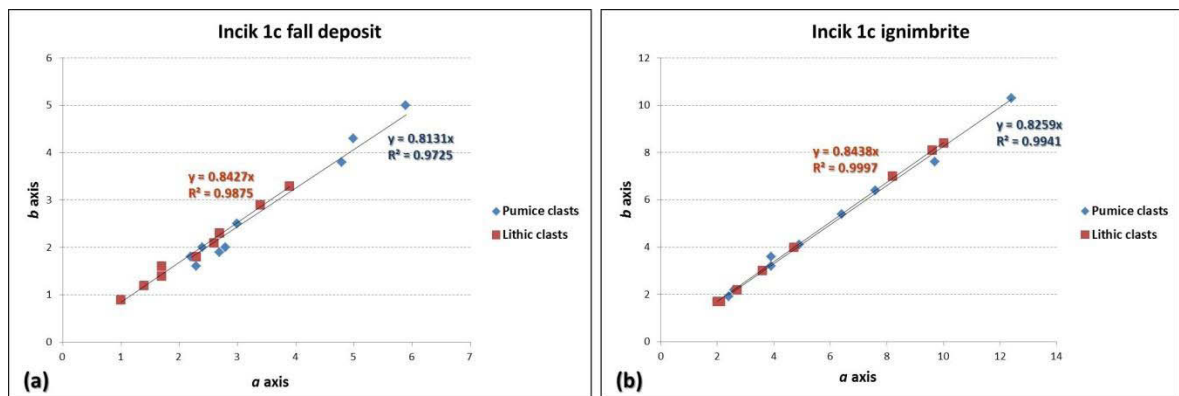 Incik 1c fall deposit
6
5
4
3
2
1
0
0 1 2 3 4 5 6 7
b axis
a axis
y = 0.8131x
R² = 0.9725
y = 0.8427x
R² = 0.9875
Pumice clasts
Lithic clasts
(a)
Incik 1c ignimbrite
12
10
8
6
4
2
0
0 2 4 6 8 10 12 14
b axis
a axis
y = 0.8259x
R² = 0.9941
y = 0.8438x
R² = 0.9997
Pumice clasts
Lithic clasts
(b)